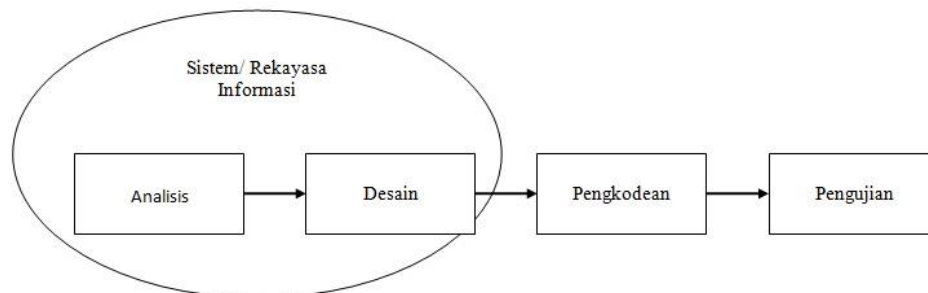 Sistem/ Rekayasa
Informasi
Analisis
Desain
Pengkodean
Pengujian